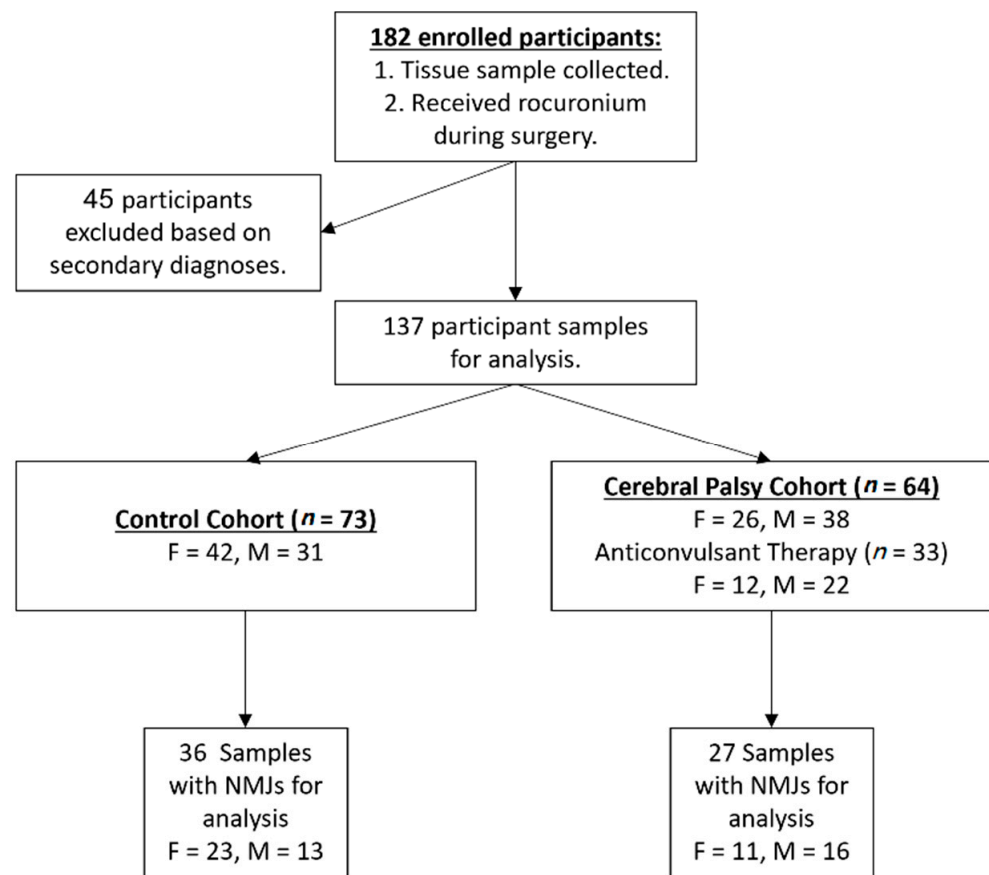 182 enrolled participants:
1. Tissue sample collected.
2. Received rocuronium
during surgery.
45 participants
excluded based on
secondary diagnoses.
137 participant samples
for analysis.
Control Cohort (n = 73)
F = 42, M = 31
Cerebral Palsy Cohort (n = 64)
F = 26, M = 38
Anticonvulsant Therapy (n = 33)
F = 12, M = 22
36 Samples
with NMJs for
analysis
F = 23, M = 13
27 Samples
with NMJs for
analysis
F = 11, M = 16